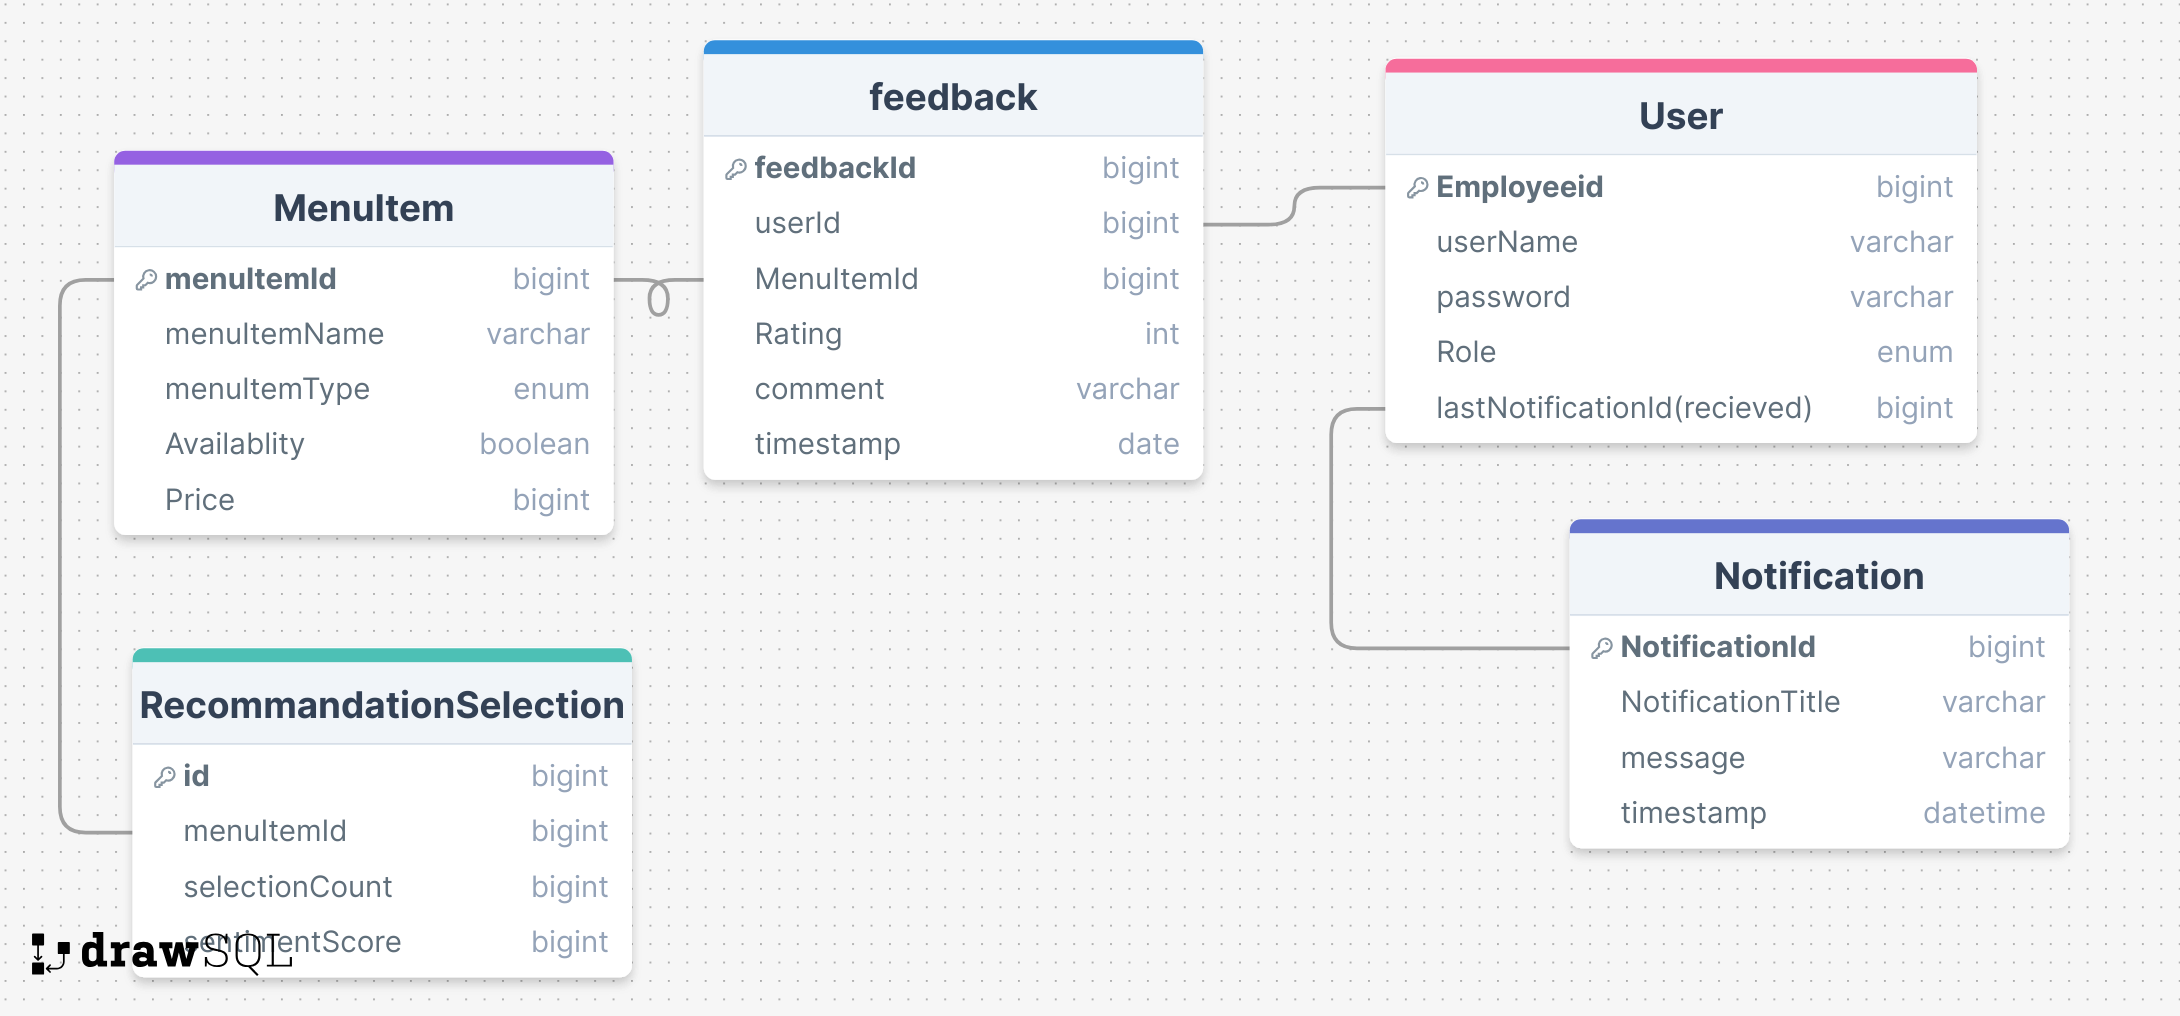 MenuItem
menuItemId bigint
menuItemName varchar
menuItemType enum
Availablity boolean
Price bigint
feedback
feedbackId bigint
userId bigint
MenuItemId bigint
Rating int
comment varchar
timestamp date
User
Employeeid bigint
userName varchar
password varchar
Role enum
lastNotificationId(recieved) bigint
Notification
NotificationId bigint
NotificationTitle varchar
message varchar
timestamp datetime
RecommandationSelection
id bigint
menuItemId bigint
selectionCount bigint
sentimentScore bigint
drawSQL